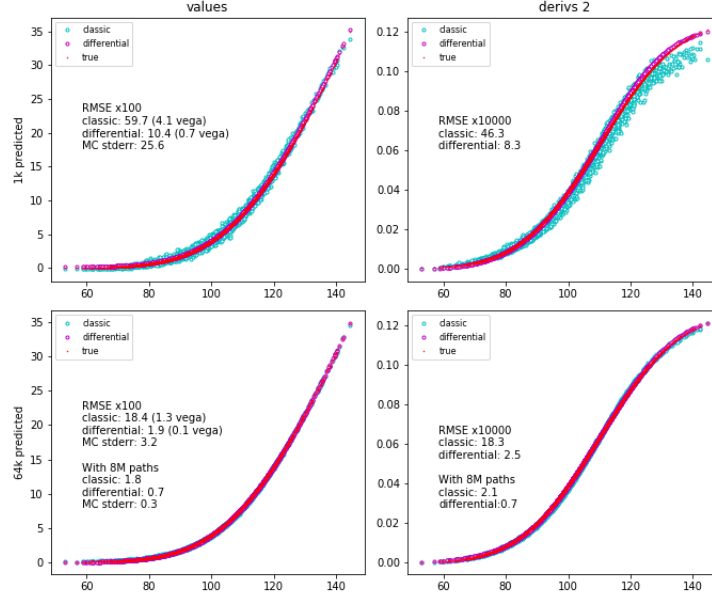 values
derivs 2
1k predicted
35
30
25
20
15
10
5
0
classic
differential
true
RMSE x100
classic: 59.7 (4.1 vega)
differential: 10.4 (0.7 vega)
MC stderr: 25.6
60
80
100
120
140
0.12
0.10
0.08
0.06
0.04
0.02
0.00
classic
differential
true
RMSE x10000
classic: 46.3
differential: 8.3
60
80
100
120
140
64k predicted
35
30
25
20
15
10
5
0
classic
differential
true
RMSE x100
classic: 18.4 (1.3 vega)
differential: 1.9 (0.1 vega)
MC stderr: 3.2
With 8M paths
classic: 1.8
differential: 0.7
MC stderr: 0.3
60
80
100
120
140
0.12
0.10
0.08
0.06
0.04
0.02
0.00
classic
differential
true
RMSE x10000
classic: 18.3
differential: 2.5
With 8M paths
classic: 2.1
differential:0.7
60
80
100
120
140